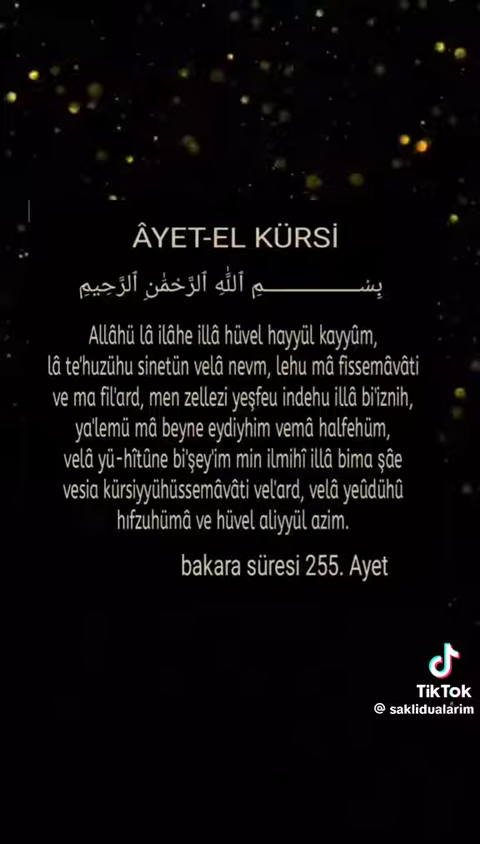 ÂYET-EL KÜRSİ
بِسْـــــــــــــــــمِ ٱللَّٰهِ ٱلرَّحْمَٰنِ ٱلرَّحِيمِ
Allâhü lâ ilâhe illâ hüvel hayyül kayyûm,
lâ te'huzühu sinetün velâ nevm, lehu mâ fissemâvâti
ve ma fil'ard, men zellezi yeşfeu indehu illâ bi'iznih,
ya'lemü mâ beyne eydiyhim vemâ halfehüm,
velâ yü-hîtûne bi'şey'im min ilmihî illâ bima şâe
vesia kürsiyyühüssemâvâti vel'ard, velâ yeûdühû
hıfzuhümâ ve hüvel aliyyül azim.
bakara süresi 255. Ayet
TikTok
@ saklidualarim